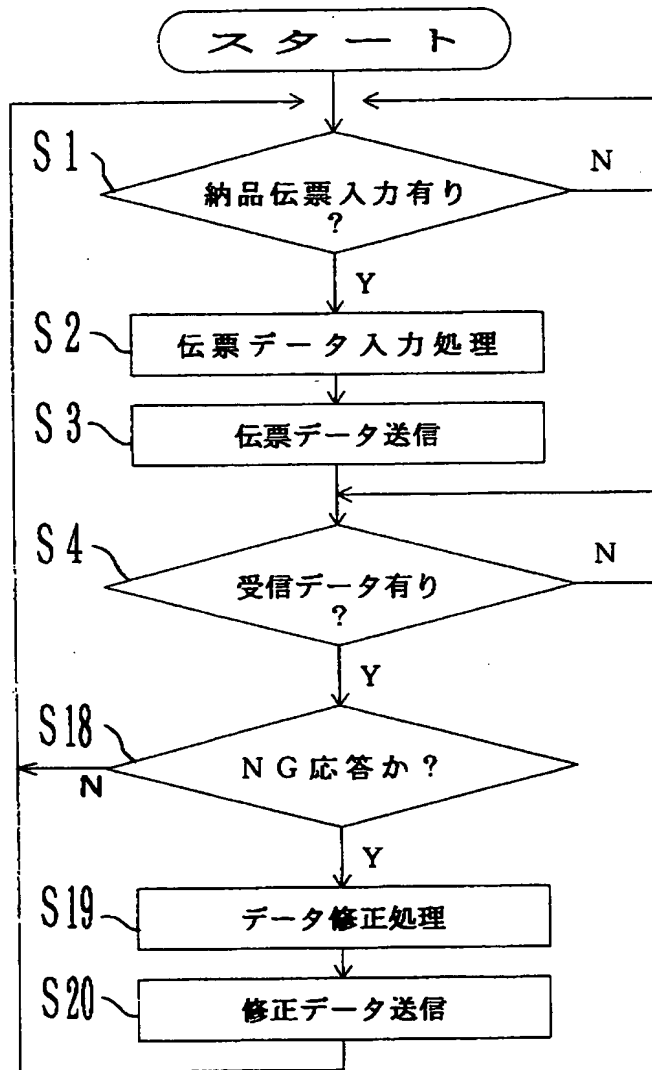 スタート
S1
納品伝票入力有り
?
N
Y
S2
伝票データ入力処理
S3
伝票データ送信
S4
受信データ有り
?
N
Y
S18
NG応答か?
N
Y
S19
データ修正処理
S20
修正データ送信